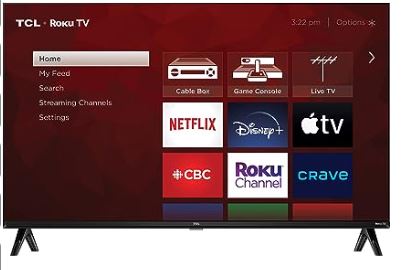 TCL • Roku TV
3:22 pm | Options
Home
My Feed
Search
Streaming Channels
Settings
Cable Box
Game Console
Live TV
NETFLIX
Disney+
tv
CBC
Roku
Channel
crave
TCL